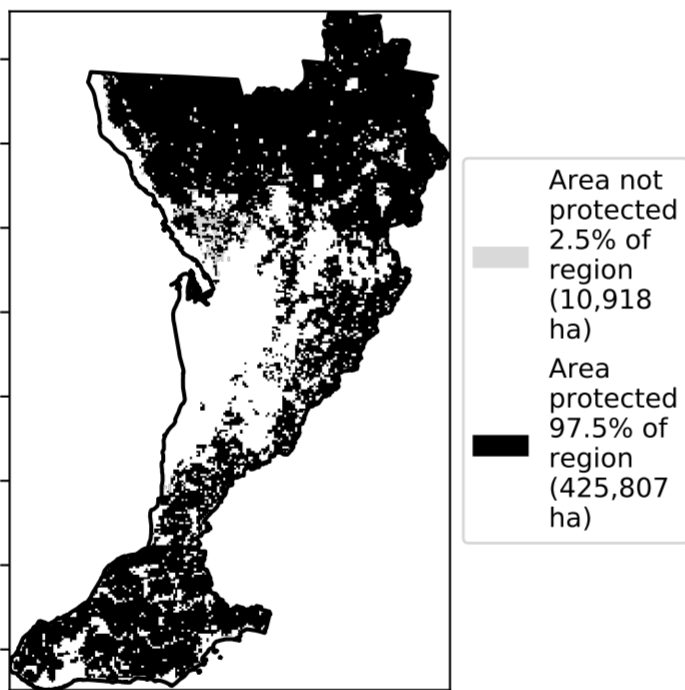 Area not
protected
2.5% of
region
(10,918
ha)
Area
protected
97.5% of
region
(425,807
ha)